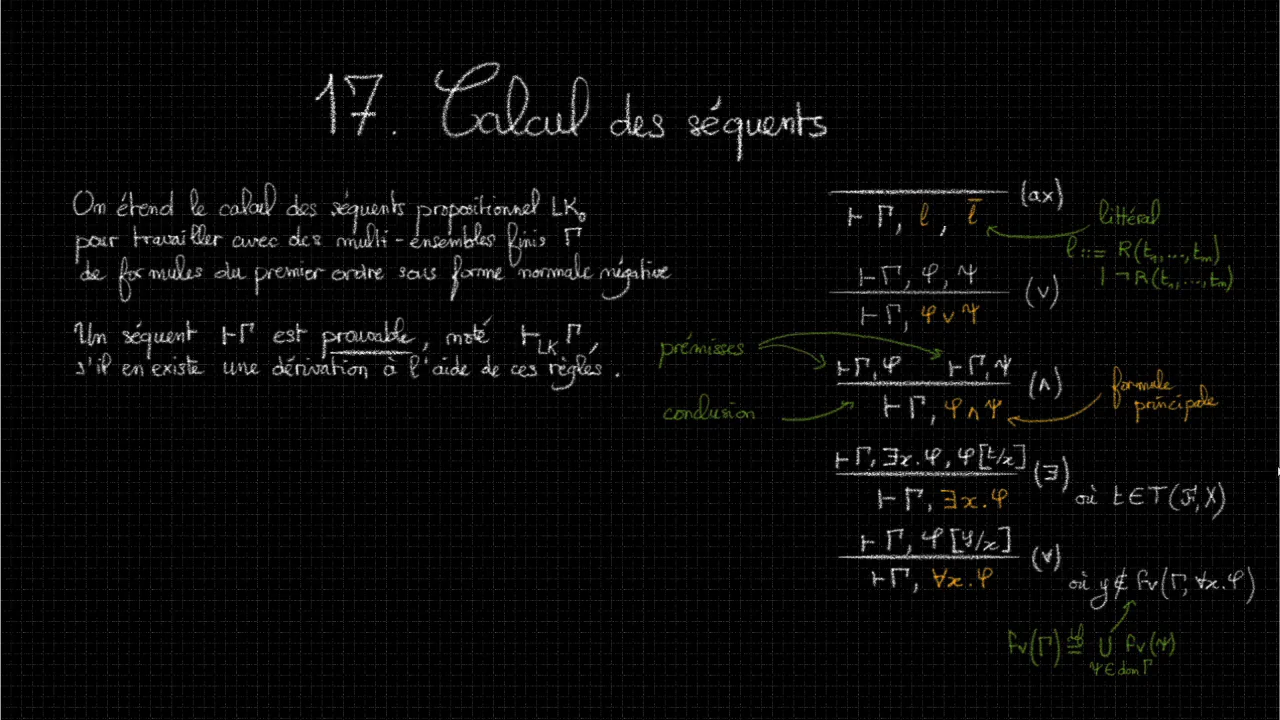 17. Calcul des séquents
On étend le calcul des séquents propositionnel LK₀
pour travailler avec des multi-ensembles finis Γ
de formules du premier ordre sous forme normale négative
Un séquent ⊢Γ est prouvable, noté ⊢LK Γ,
s'il en existe une dérivation à l'aide de ces règles.
(ax)
⊢ Γ, ℓ, ℓ̄
littéral
ℓ ::= R(t₁,...,tₘ)
| ¬R(t₁,...,tₘ)
⊢Γ, φ, ψ
(∨)
⊢Γ, φ ∨ ψ
prémisses
⊢Γ, φ ⊢Γ, ψ
(∧)
⊢Γ, φ ∧ ψ
conclusion
formule
principale
⊢Γ, ∃x.φ, φ[t/x]
(∃)
où t ∈ T(F, X)
⊢Γ, ∃x.φ
⊢Γ, φ[y/x]
(∀)
où y ∉ fv(Γ, ∀x.φ)
⊢Γ, ∀x.φ
fv(Γ) ≝ ∪ fv(ψ)
ψ ∈ dom Γ